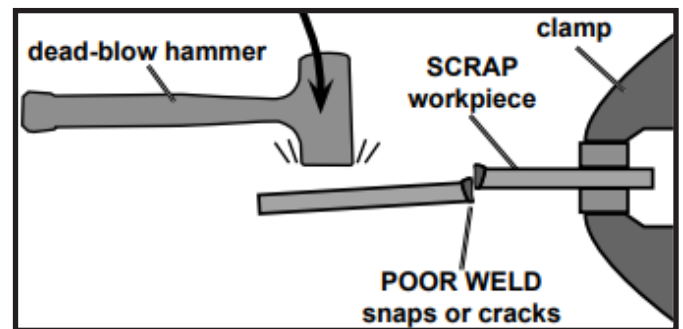 dead-blow hammer
clamp
SCRAP
workpiece
POOR WELD
snaps or cracks